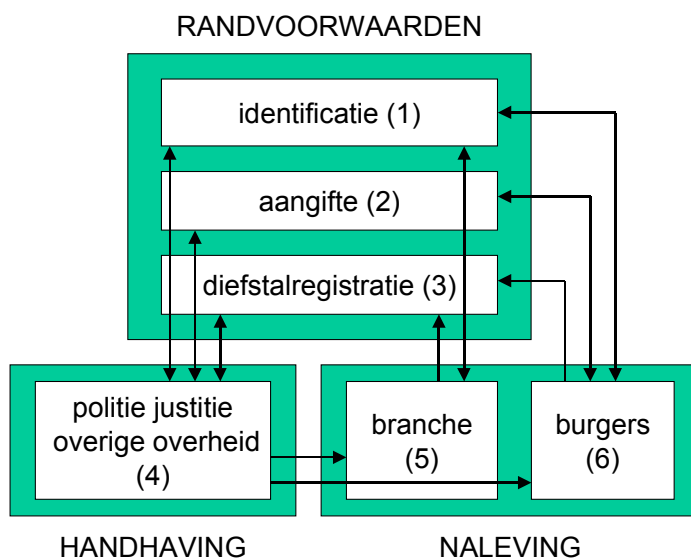 RANDVOORWAARDEN
identificatie (1)
aangifte (2)
diefstalregistratie (3)
politie justitie
overige overheid
(4)
branche
(5)
burgers
(6)
HANDHAVING
NALEVING